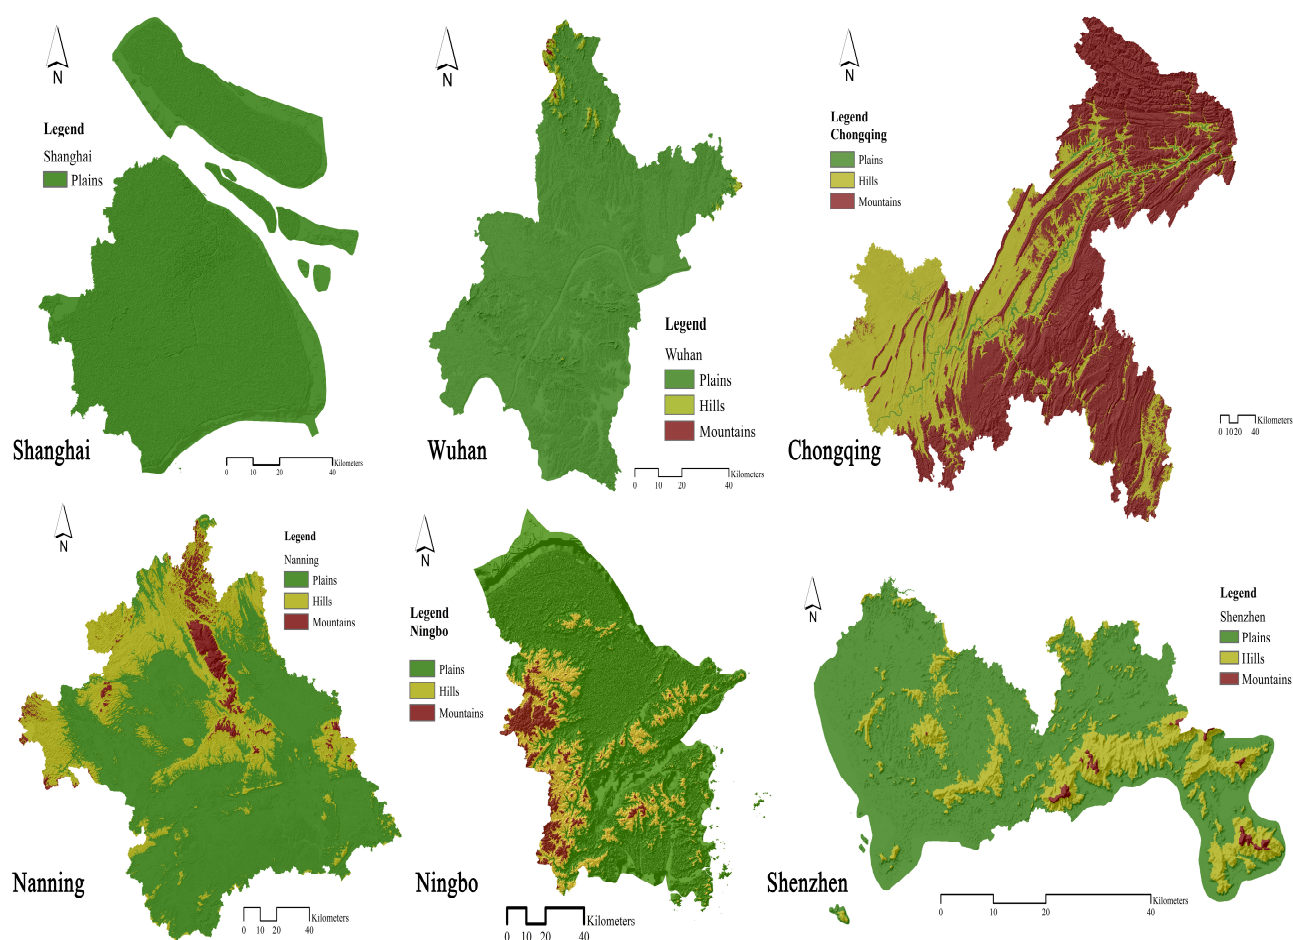 N
Legend
Shanghai
Plains
Shanghai
Kilometers
0 10 20 40
N
Legend
Wuhan
Plains
Hills
Mountains
Wuhan
Kilometers
0 10 20 40
N
Legend
Chongqing
Plains
Hills
Mountains
Chongqing
Kilometers
0 1020 40
N
Legend
Nanning
Plains
Hills
Mountains
Nanning
Kilometers
0 10 20 40
N
Legend
Ningbo
Plains
Hills
Mountains
Ningbo
Kilometers
0 10 20 40
N
Legend
Shenzhen
Plains
Hills
Mountains
Shenzhen
Kilometers
0 10 20 40